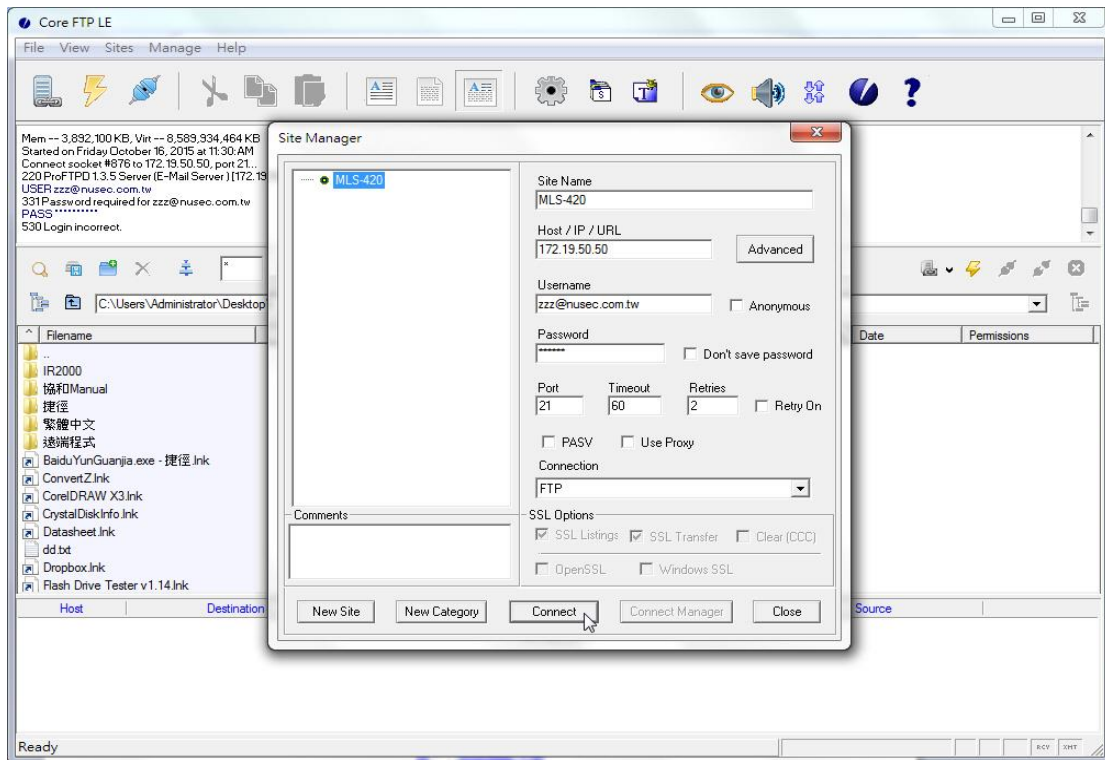 Core FTP LE
File View Sites Manage Help
Mem -- 3,892,100 KB, Virt -- 8,589,934,464 KB
Started on Friday October 16, 2015 at 11:30:AM
Connect socket #876 to 172.19.50.50, port 21...
220 ProFTPD 1.3.5 Server (E-Mail Server) [172.19
USER zzz@nusec.com.tw
331 Password required for zzz@nusec.com.tw
PASS **********
530 Login incorrect.
*
C:\Users\Administrator\Desktop
^ Filename
Date
Permissions
..
IR2000
協和Manual
捷徑
繁體中文
遠端程式
BaiduYunGuanjia.exe - 捷徑.lnk
ConvertZ.lnk
CorelDRAW X3.lnk
CrystalDiskInfo.lnk
Datasheet.lnk
dd.txt
Dropbox.lnk
Flash Drive Tester v1.14.lnk
Host
Destination
Source
Site Manager
MLS-420
Site Name
MLS-420
Host / IP / URL
172.19.50.50
Advanced
Username
zzz@nusec.com.tw
Anonymous
Password
******
Don't save password
Port Timeout Retries
21 60 2 Retry On
PASV Use Proxy
Connection
FTP
Comments
SSL Options
SSL Listings SSL Transfer Clear (CCC)
OpenSSL Windows SSL
New Site New Category Connect Connect Manager Close
Ready
RCV XMT